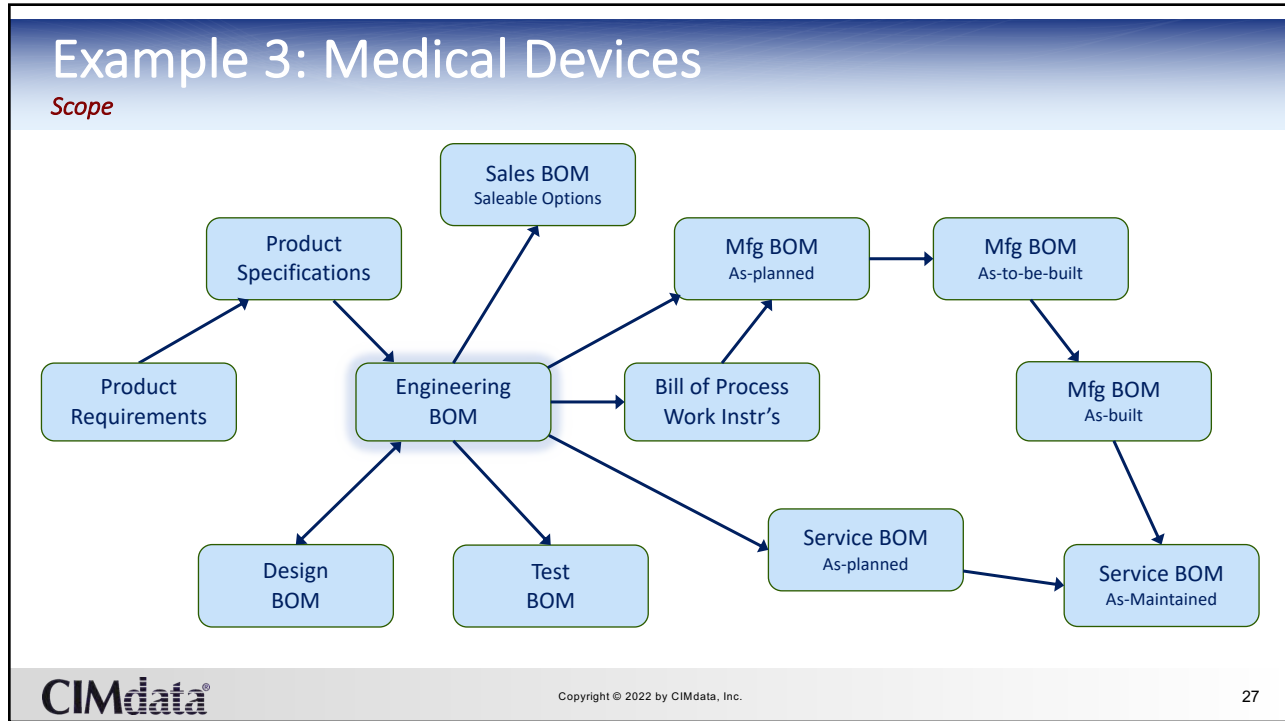 Example 3: Medical Devices
Scope
Sales BOM
Saleable Options
Product
Specifications
Mfg BOM
As-planned
Mfg BOM
As-to-be-built
Product
Requirements
Engineering
BOM
Bill of Process
Work Instr’s
Mfg BOM
As-built
Design
BOM
Test
BOM
Service BOM
As-planned
Service BOM
As-Maintained
CIMdata®
Copyright © 2022 by CIMdata, Inc.
27